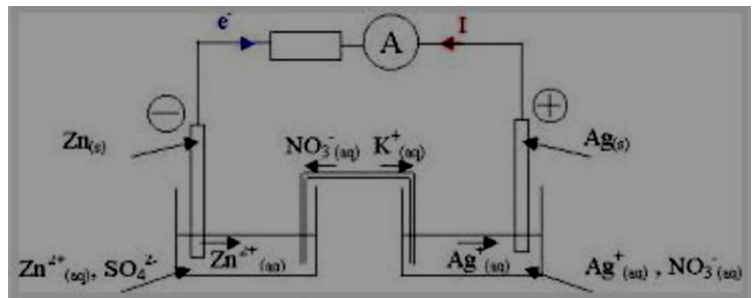 e⁻
I
A
−
+
Zn(s)
NO₃⁻(aq) K⁺(aq)
Ag(s)
Zn²⁺(aq)
Ag⁺(aq)
Zn²⁺(aq), SO₄²⁻
Ag⁺(aq) , NO₃⁻(aq)